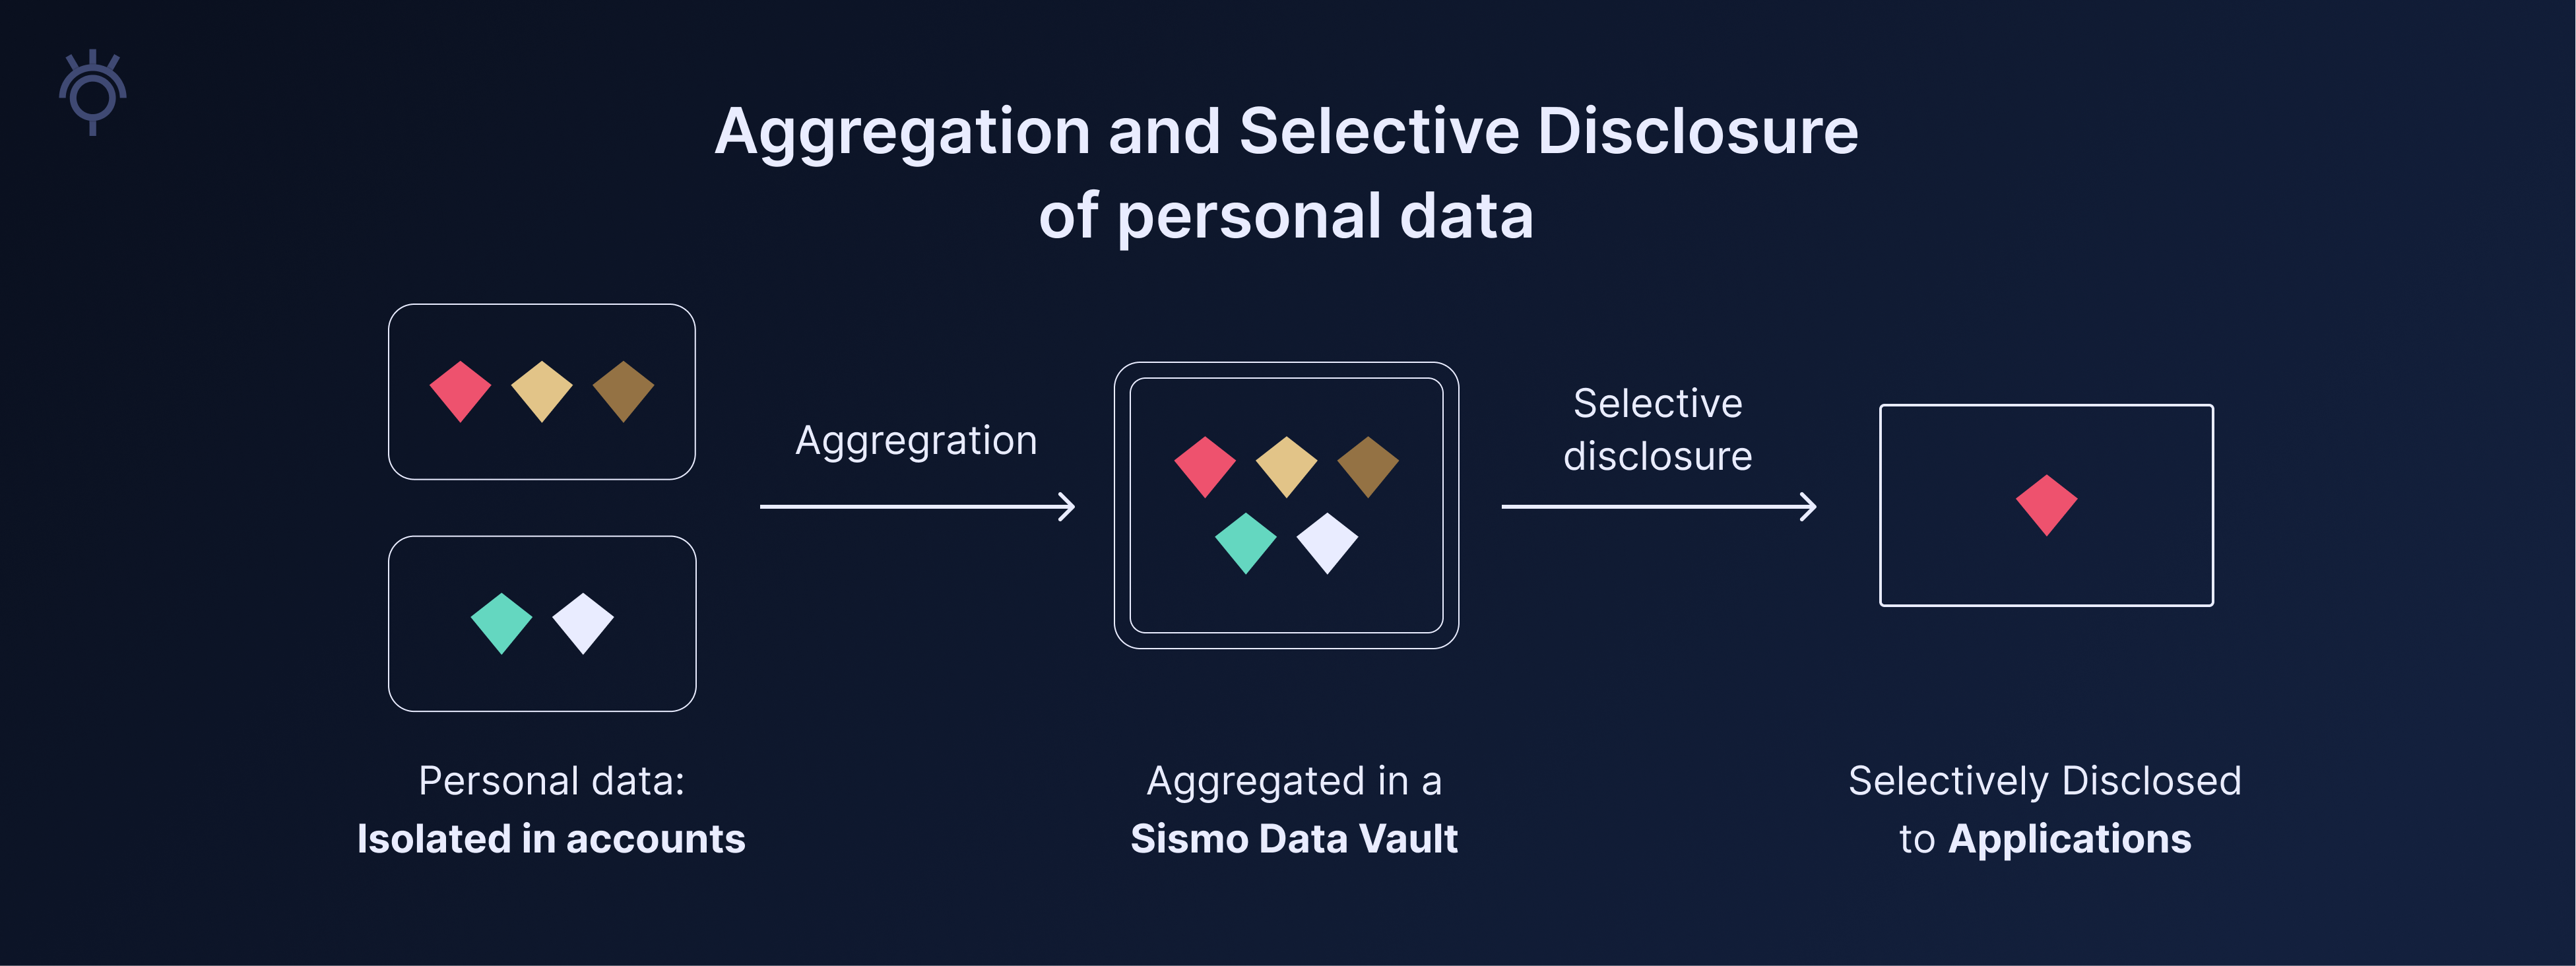 Aggregation and Selective Disclosure
of personal data
Aggregration
Selective
disclosure
Personal data:
Isolated in accounts
Aggregated in a
Sismo Data Vault
Selectively Disclosed
to Applications